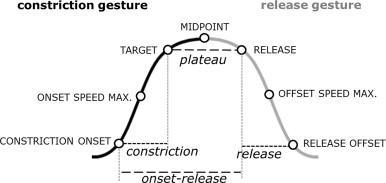 constriction gesture release gesture
MIDPOINT
TARGET RELEASE
plateau
ONSET SPEED MAX. OFFSET SPEED MAX.
CONSTRICTION ONSET RELEASE OFFSET
constriction release
onset-release